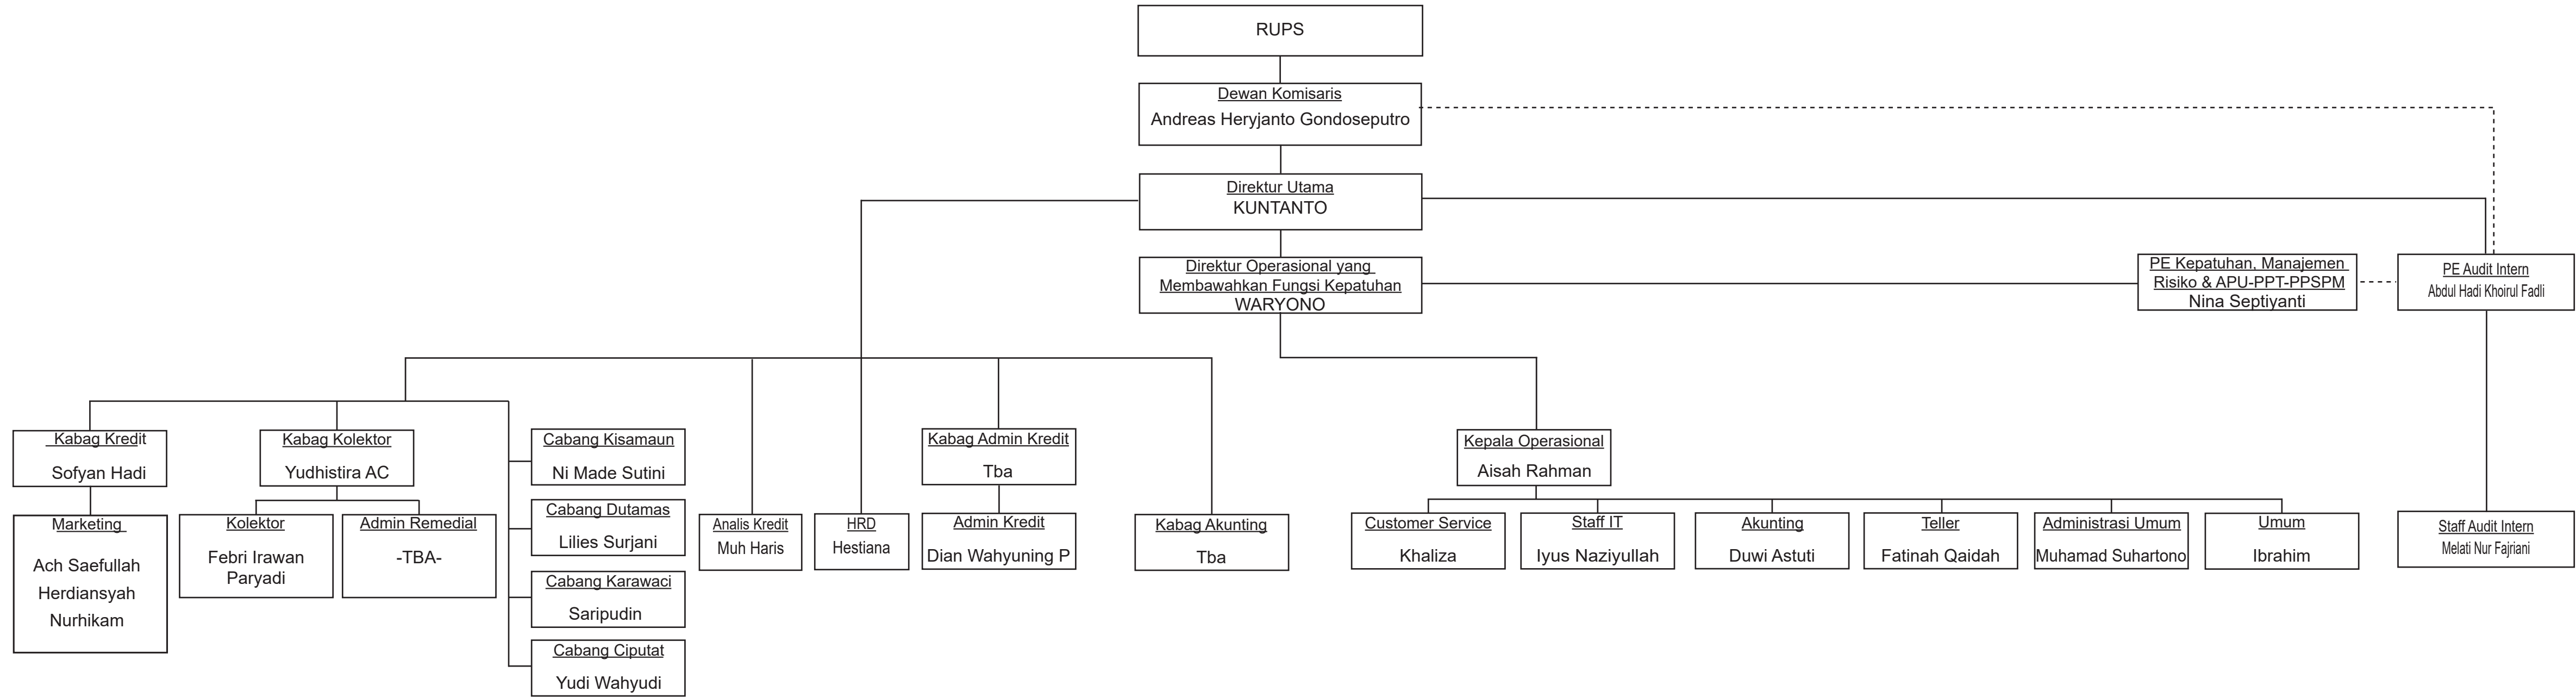 RUPS
Dewan Komisaris
Andreas Heryjanto Gondoseputro
Direktur Utama
KUNTANTO
Direktur Operasional yang
Membawahkan Fungsi Kepatuhan
WARYONO
PE Kepatuhan, Manajemen
Risiko & APU-PPT-PPSPM
Nina Septiyanti
PE Audit Intern
Abdul Hadi Khoirul Fadli
Kabag Kredit
Sofyan Hadi
Marketing
Ach Saefullah
Herdiansyah
Nurhikam
Kabag Kolektor
Yudhistira AC
Kolektor
Febri Irawan
Paryadi
Admin Remedial
-TBA-
Cabang Kisamaun
Ni Made Sutini
Cabang Dutamas
Lilies Surjani
Cabang Karawaci
Saripudin
Cabang Ciputat
Yudi Wahyudi
Analis Kredit
Muh Haris
HRD
Hestiana
Kabag Admin Kredit
Tba
Admin Kredit
Dian Wahyuning P
Kabag Akunting
Tba
Kepala Operasional
Aisah Rahman
Customer Service
Khaliza
Staff IT
Iyus Naziyullah
Akunting
Duwi Astuti
Teller
Fatinah Qaidah
Administrasi Umum
Muhamad Suhartono
Umum
Ibrahim
Staff Audit Intern
Melati Nur Fajriani